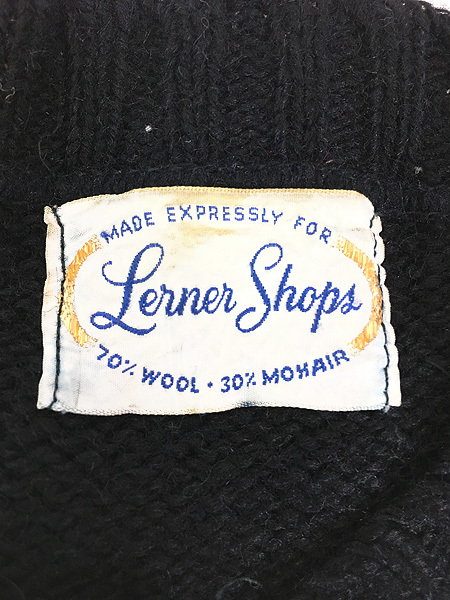 MADE EXPRESSLY FOR
Lerner Shops
70% WOOL • 30% MOHAIR